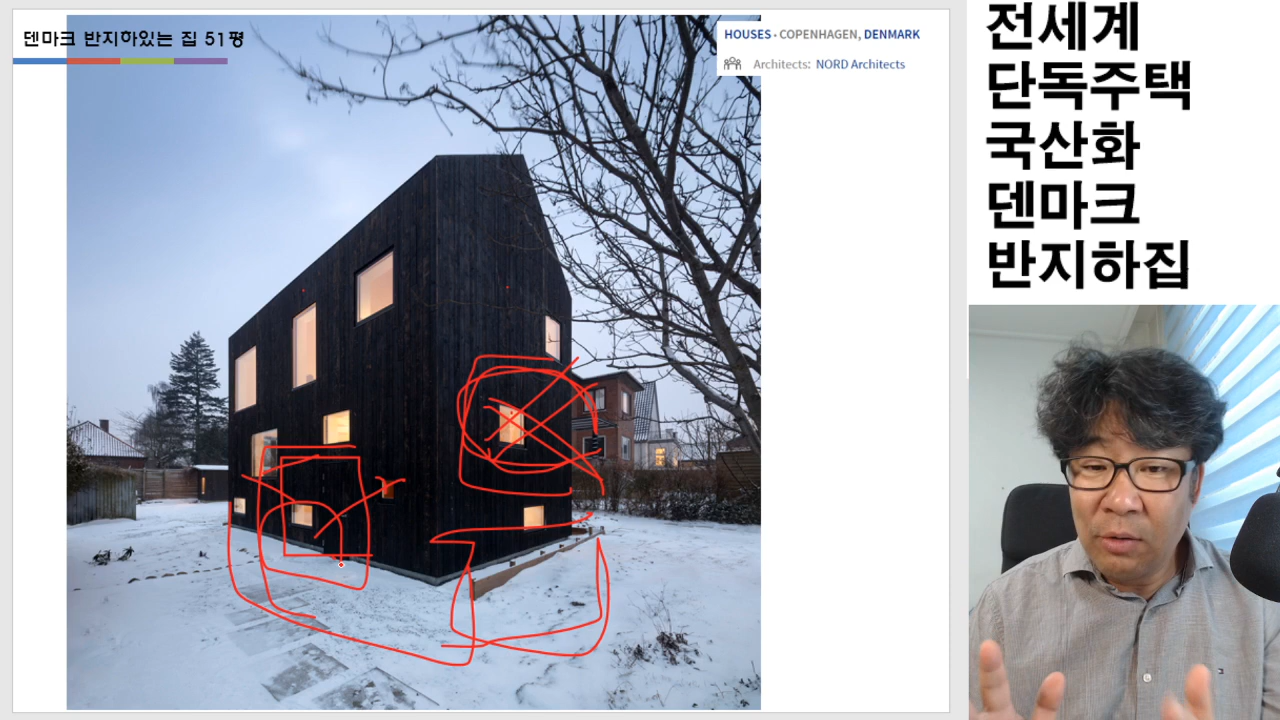 덴마크 반지하있는 집 51평
HOUSES · COPENHAGEN, DENMARK
Architects: NORD Architects
전세계
단독주택
국산화
덴마크
반지하집